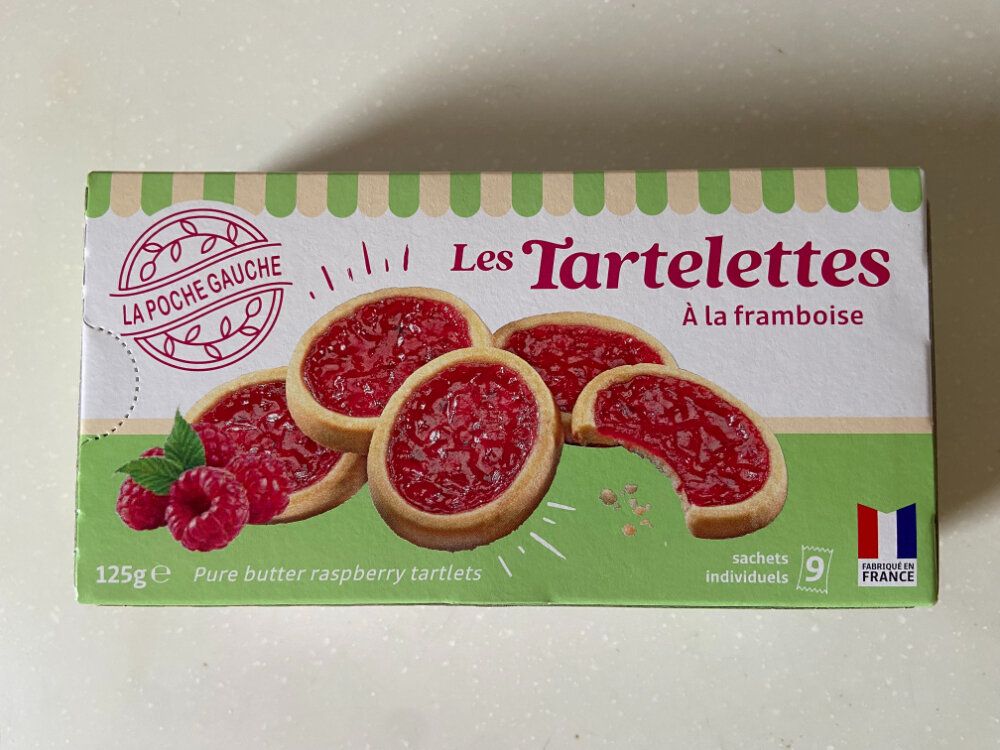 LA POCHE GAUCHE
Les Tartelettes
À la framboise
125g℮ Pure butter raspberry tartlets
sachets
individuels 9
FABRIQUÉ EN
FRANCE